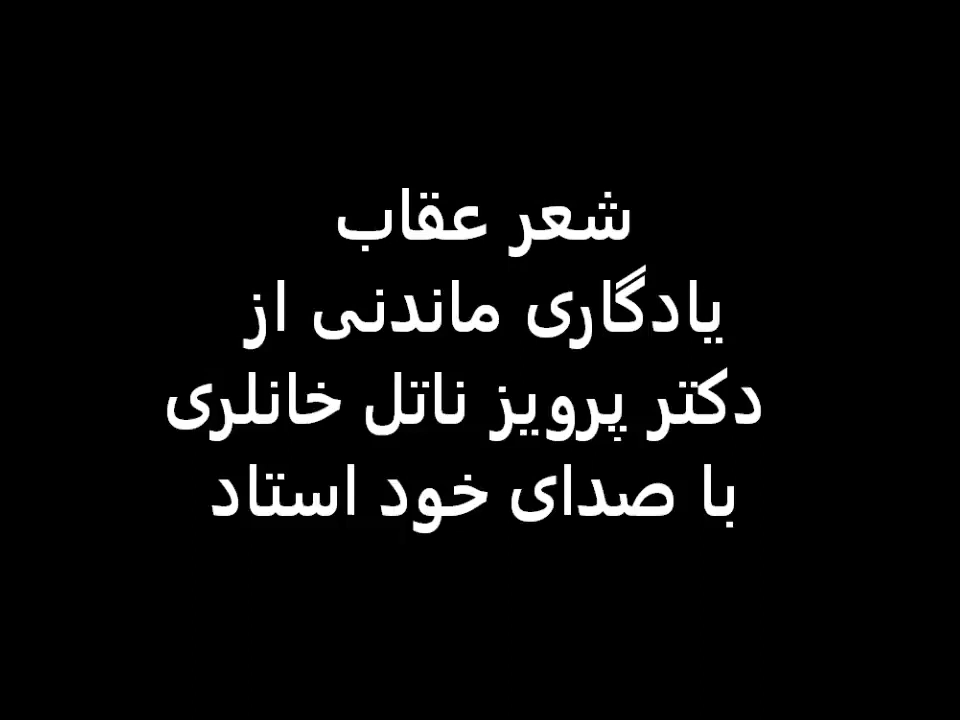 شعر عقاب
یادگاری ماندنی از
دکتر پرویز ناتل خانلری
با صدای خود استاد